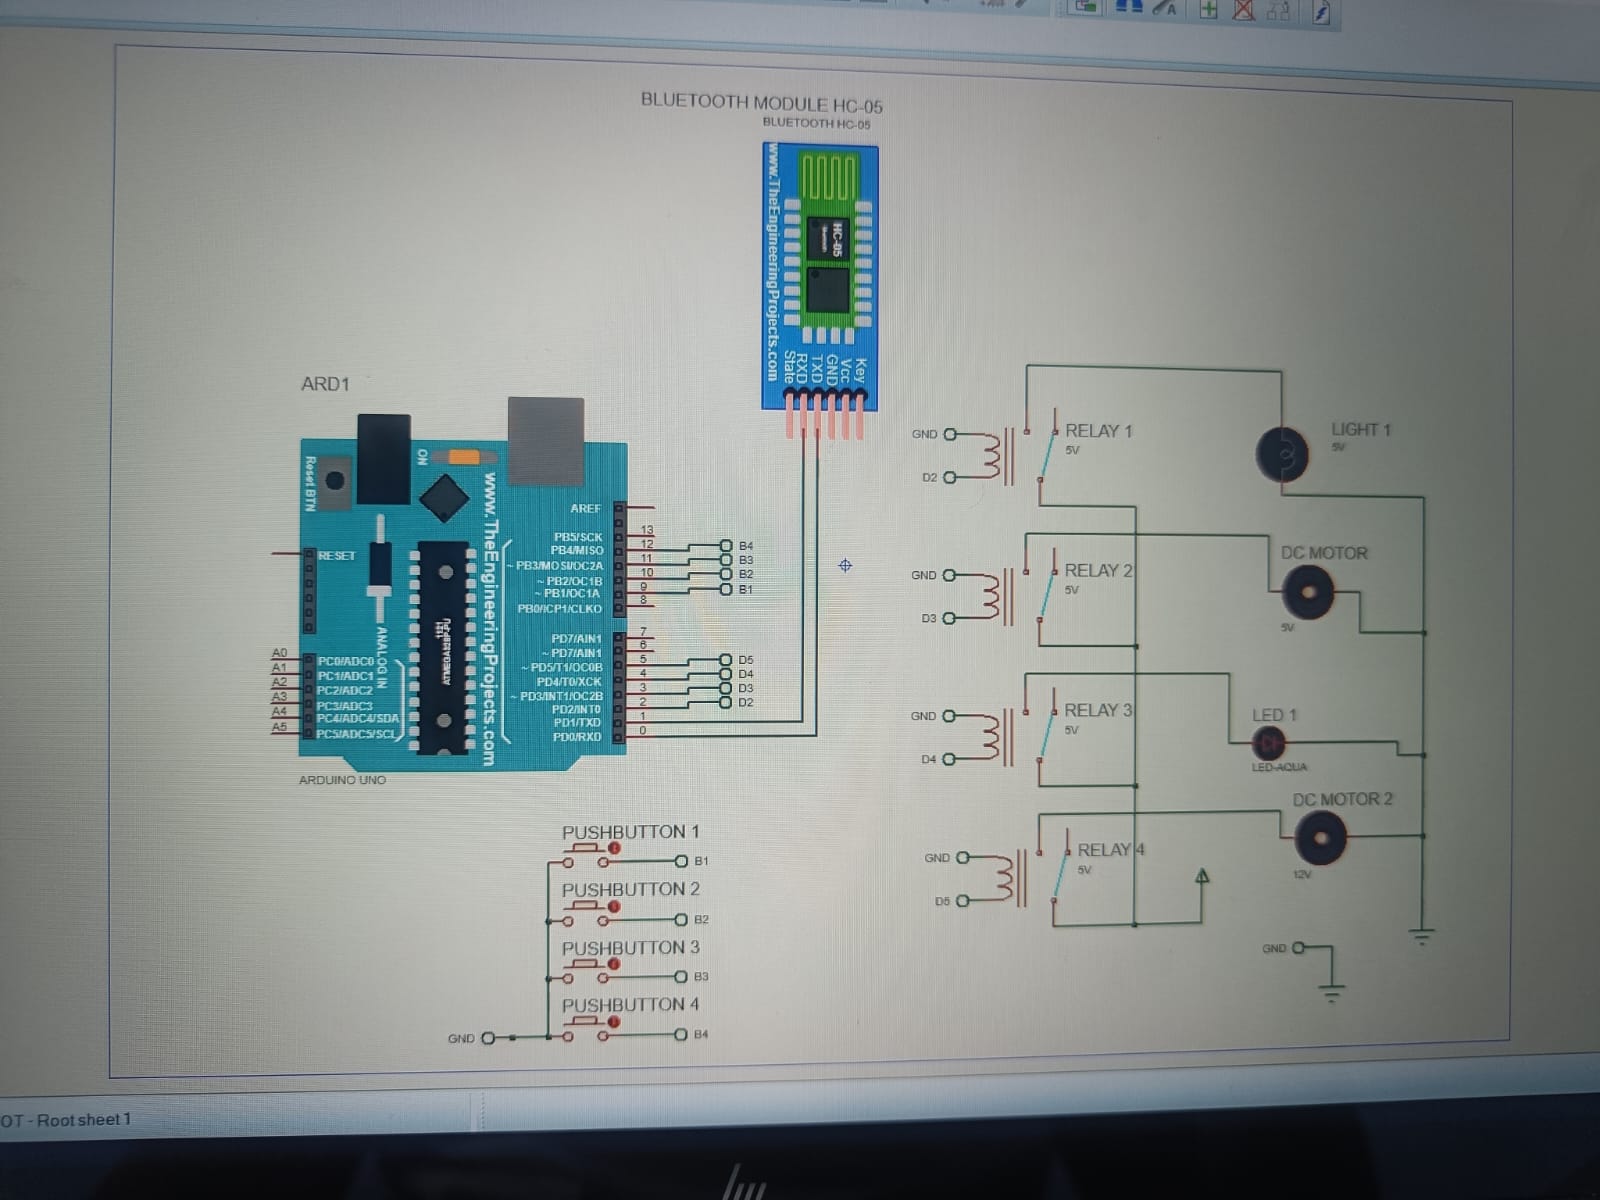 BLUETOOTH MODULE HC-05
BLUETOOTH HC-05
www.TheEngineeringProjects.com
HC-05
Bluetooth
State
RXD
TXD
GND
Vcc
Key
ARD1
Reset BTN
ON
www.TheEngineeringProjects.com
ANALOG IN
RESET
AREF
PB5/SCK
PB4/MISO
~ PB3/MOSI/OC2A
~ PB2/OC1B
~ PB1/OC1A
PB0/ICP1/CLKO
PD7/AIN1
~ PD7/AIN1
~ PD5/T1/OC0B
PD4/T0/XCK
~ PD3/INT1/OC2B
PD2/INT0
PD1/TXD
PD0/RXD
13
12
11
10
9
8
7
6
5
4
3
2
1
0
B4
B3
B2
B1
D5
D4
D3
D2
A0
A1
A2
A3
A4
A5
PC0/ADC0
PC1/ADC1
PC2/ADC2
PC3/ADC3
PC4/ADC4/SDA
PC5/ADC5/SCL
ARDUINO UNO
GND
D2
RELAY 1
5V
LIGHT 1
5V
GND
D3
RELAY 2
5V
DC MOTOR
5V
GND
D4
RELAY 3
5V
LED 1
LED-AQUA
GND
D5
RELAY 4
5V
DC MOTOR 2
12V
GND
PUSHBUTTON 1
B1
PUSHBUTTON 2
B2
PUSHBUTTON 3
B3
PUSHBUTTON 4
B4
GND
OT - Root sheet 1
hp